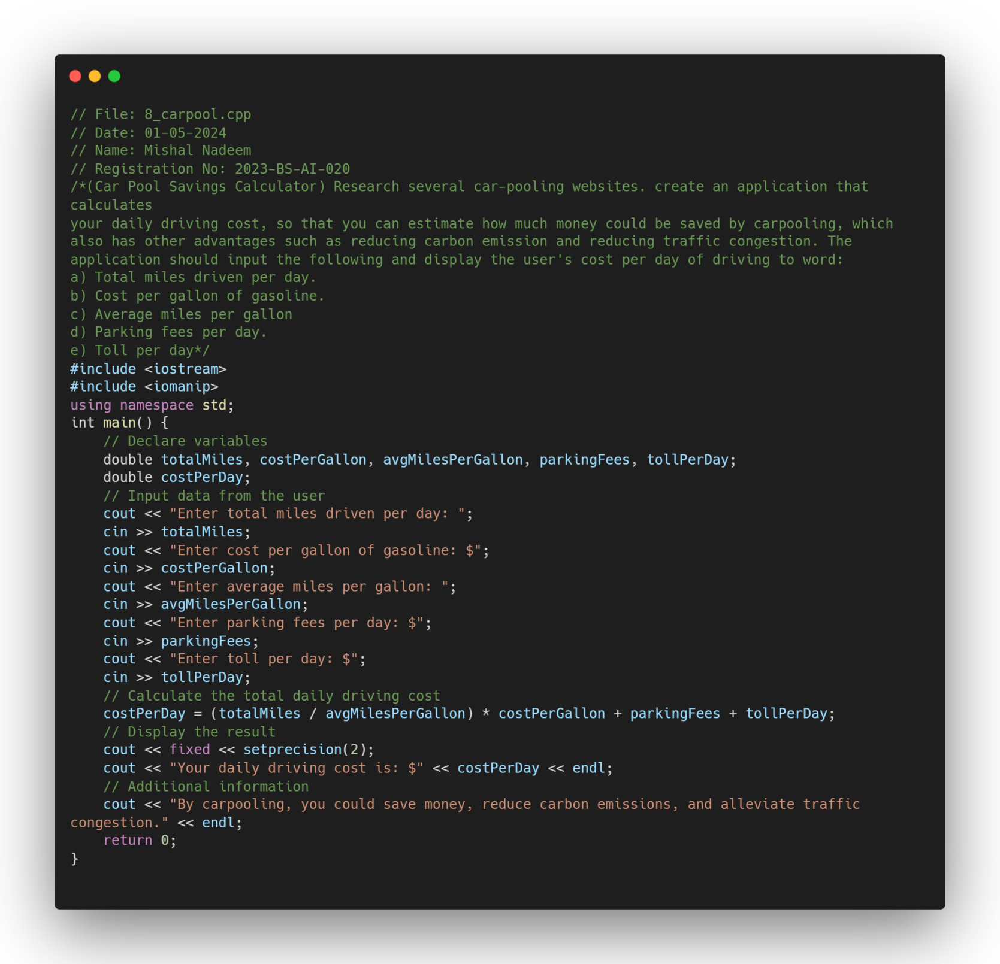 // File: 8_carpool.cpp
// Date: 01-05-2024
// Name: Mishal Nadeem
// Registration No: 2023-BS-AI-020
/*(Car Pool Savings Calculator) Research several car-pooling websites. create an application that
calculates
your daily driving cost, so that you can estimate how much money could be saved by carpooling, which
also has other advantages such as reducing carbon emission and reducing traffic congestion. The
application should input the following and display the user's cost per day of driving to word:
a) Total miles driven per day.
b) Cost per gallon of gasoline.
c) Average miles per gallon
d) Parking fees per day.
e) Toll per day*/
#include <iostream>
#include <iomanip>
using namespace std;
int main() {
    // Declare variables
    double totalMiles, costPerGallon, avgMilesPerGallon, parkingFees, tollPerDay;
    double costPerDay;
    // Input data from the user
    cout << "Enter total miles driven per day: ";
    cin >> totalMiles;
    cout << "Enter cost per gallon of gasoline: $";
    cin >> costPerGallon;
    cout << "Enter average miles per gallon: ";
    cin >> avgMilesPerGallon;
    cout << "Enter parking fees per day: $";
    cin >> parkingFees;
    cout << "Enter toll per day: $";
    cin >> tollPerDay;
    // Calculate the total daily driving cost
    costPerDay = (totalMiles / avgMilesPerGallon) * costPerGallon + parkingFees + tollPerDay;
    // Display the result
    cout << fixed << setprecision(2);
    cout << "Your daily driving cost is: $" << costPerDay << endl;
    // Additional information
    cout << "By carpooling, you could save money, reduce carbon emissions, and alleviate traffic
congestion." << endl;
    return 0;
}